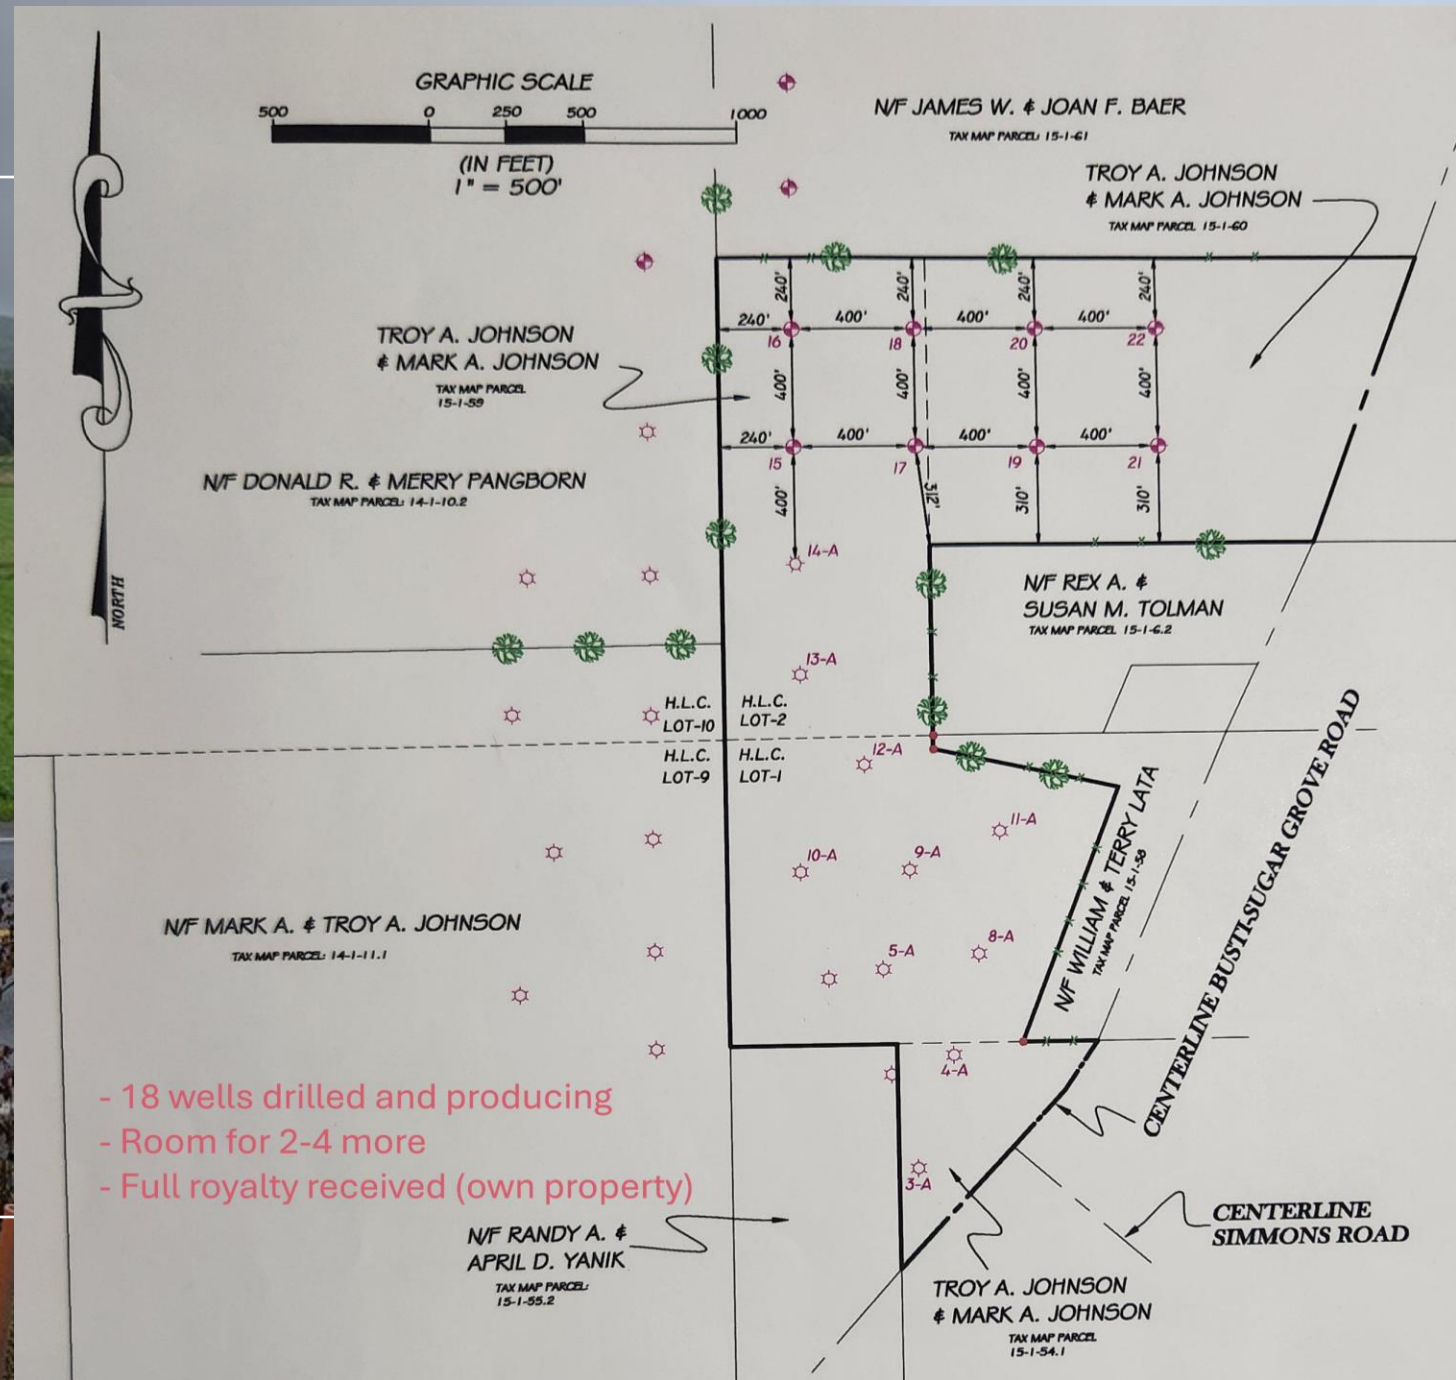 GRAPHIC SCALE
500 0 250 500 1000
(IN FEET)
1" = 500'
N/F JAMES W. & JOAN F. BAER
TAX MAP PARCEL: 15-1-61
TROY A. JOHNSON
& MARK A. JOHNSON
TAX MAP PARCEL 15-1-60
240' 240' 240' 240'
240' 400' 400' 400'
16 18 20 22
TROY A. JOHNSON
& MARK A. JOHNSON
TAX MAP PARCEL
15-1-59
400' 400' 400' 400'
240' 400' 400' 400'
15 17 19 21
N/F DONALD R. & MERRY PANGBORN
TAX MAP PARCEL: 14-1-10.2
400' 312' 310' 310'
14-A
NORTH
N/F REX A. &
SUSAN M. TOLMAN
TAX MAP PARCEL 15-1-6.2
13-A
H.L.C.
LOT-10
H.L.C.
LOT-2
H.L.C.
LOT-9
H.L.C.
LOT-1
12-A
11-A
10-A
9-A
8-A
5-A
N/F WILLIAM & TERRY LATA
TAX MAP PARCEL 15-1-58
CENTERLINE BUSTI-SUGAR GROVE ROAD
N/F MARK A. & TROY A. JOHNSON
TAX MAP PARCEL: 14-1-11.1
4-A
- 18 wells drilled and producing
- Room for 2-4 more
- Full royalty received (own property)
3-A
N/F RANDY A. &
APRIL D. YANIK
TAX MAP PARCEL:
15-1-55.2
CENTERLINE
SIMMONS ROAD
TROY A. JOHNSON
& MARK A. JOHNSON
TAX MAP PARCEL
15-1-54.1